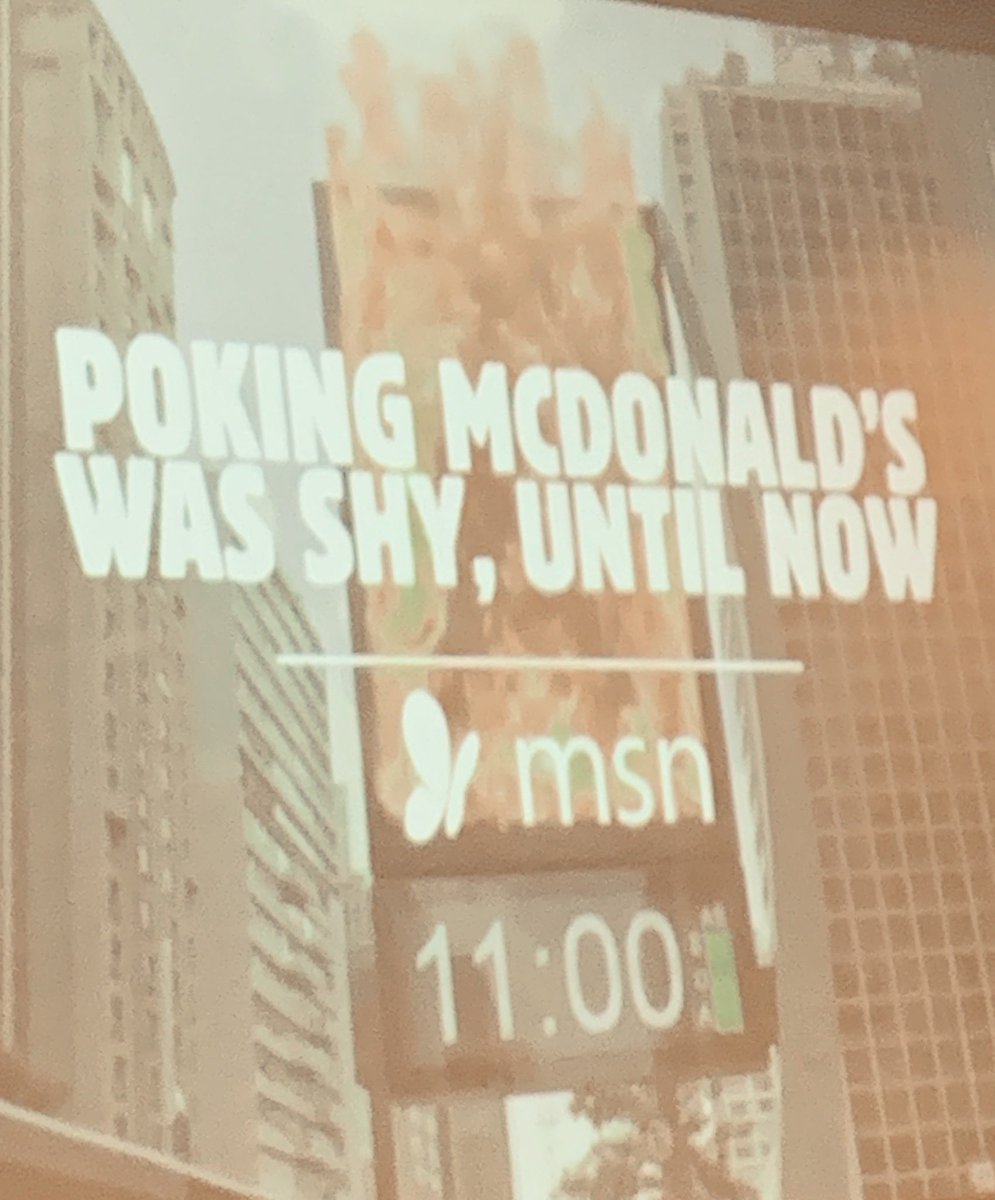 POKING MCDONALD'S
WAS SHY, UNTIL NOW
msn
11:00